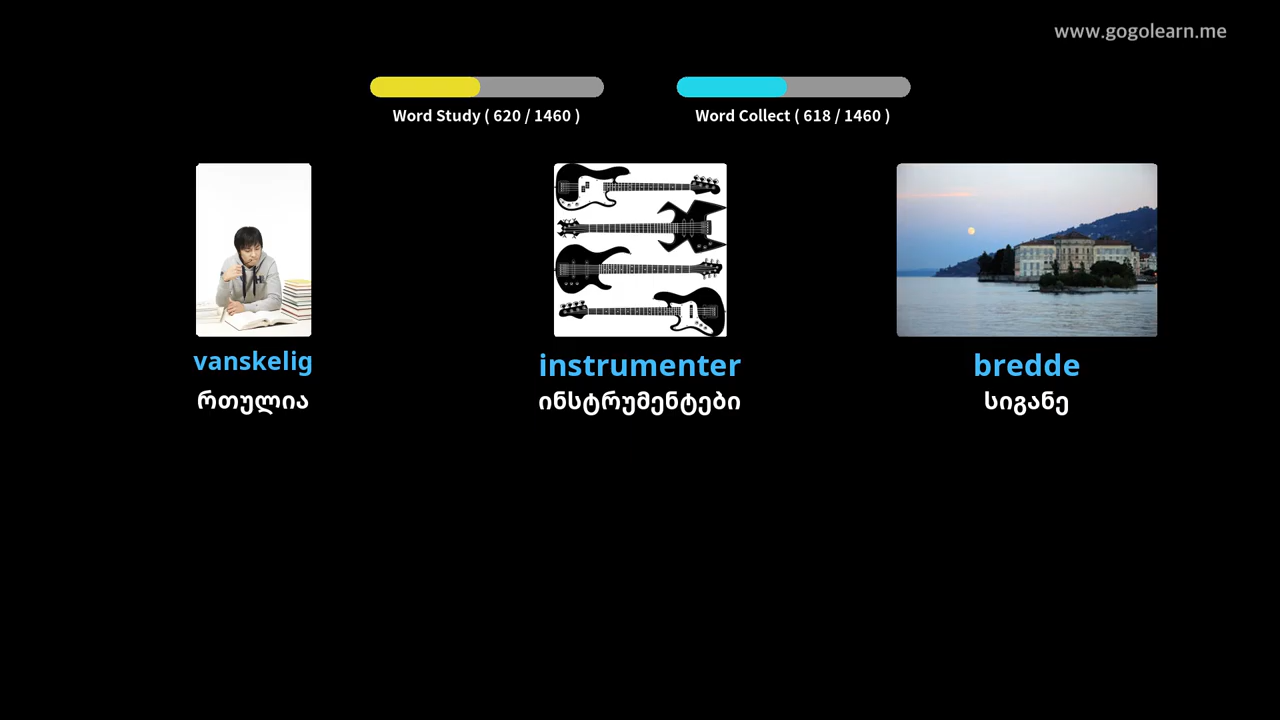 www.gogolearn.me
Word Study ( 620 / 1460 )
Word Collect ( 618 / 1460 )
vanskelig
რთულია
instrumenter
ინსტრუმენტები
bredde
სიგანე